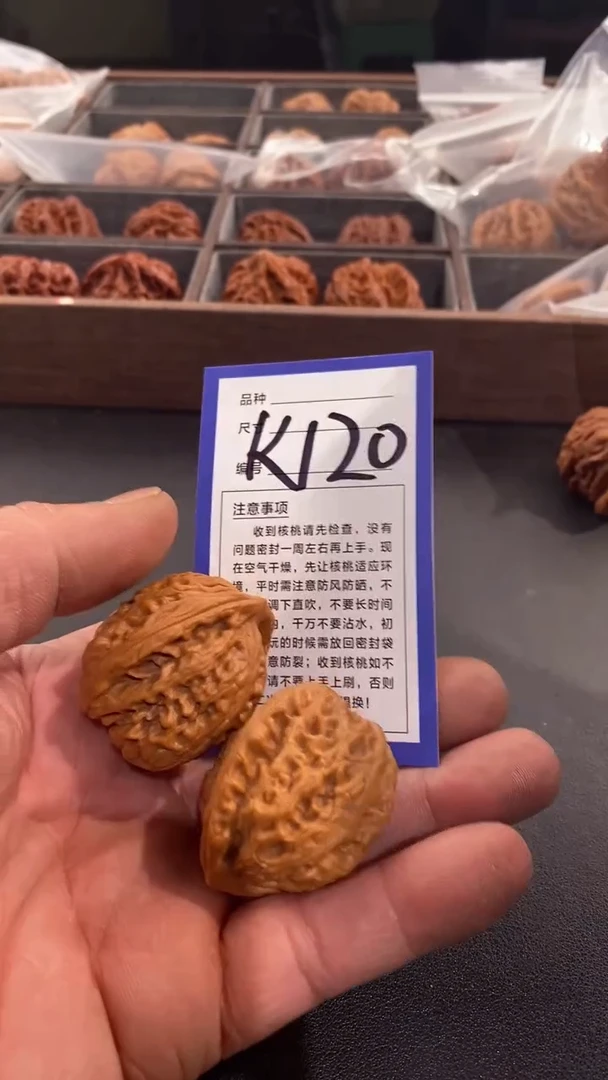 品种
尺寸
编号
K120
注意事项
收到核桃请先检查,没有
问题密封一周左右再上手。现
在空气干燥,先让核桃适应环
境,平时需注意防风防晒,不
调下直吹,不要长时间
内,千万不要沾水,初
玩的时候需放回密封袋
意防裂;收到核桃如不
请不要上手上刷,否则
退换!